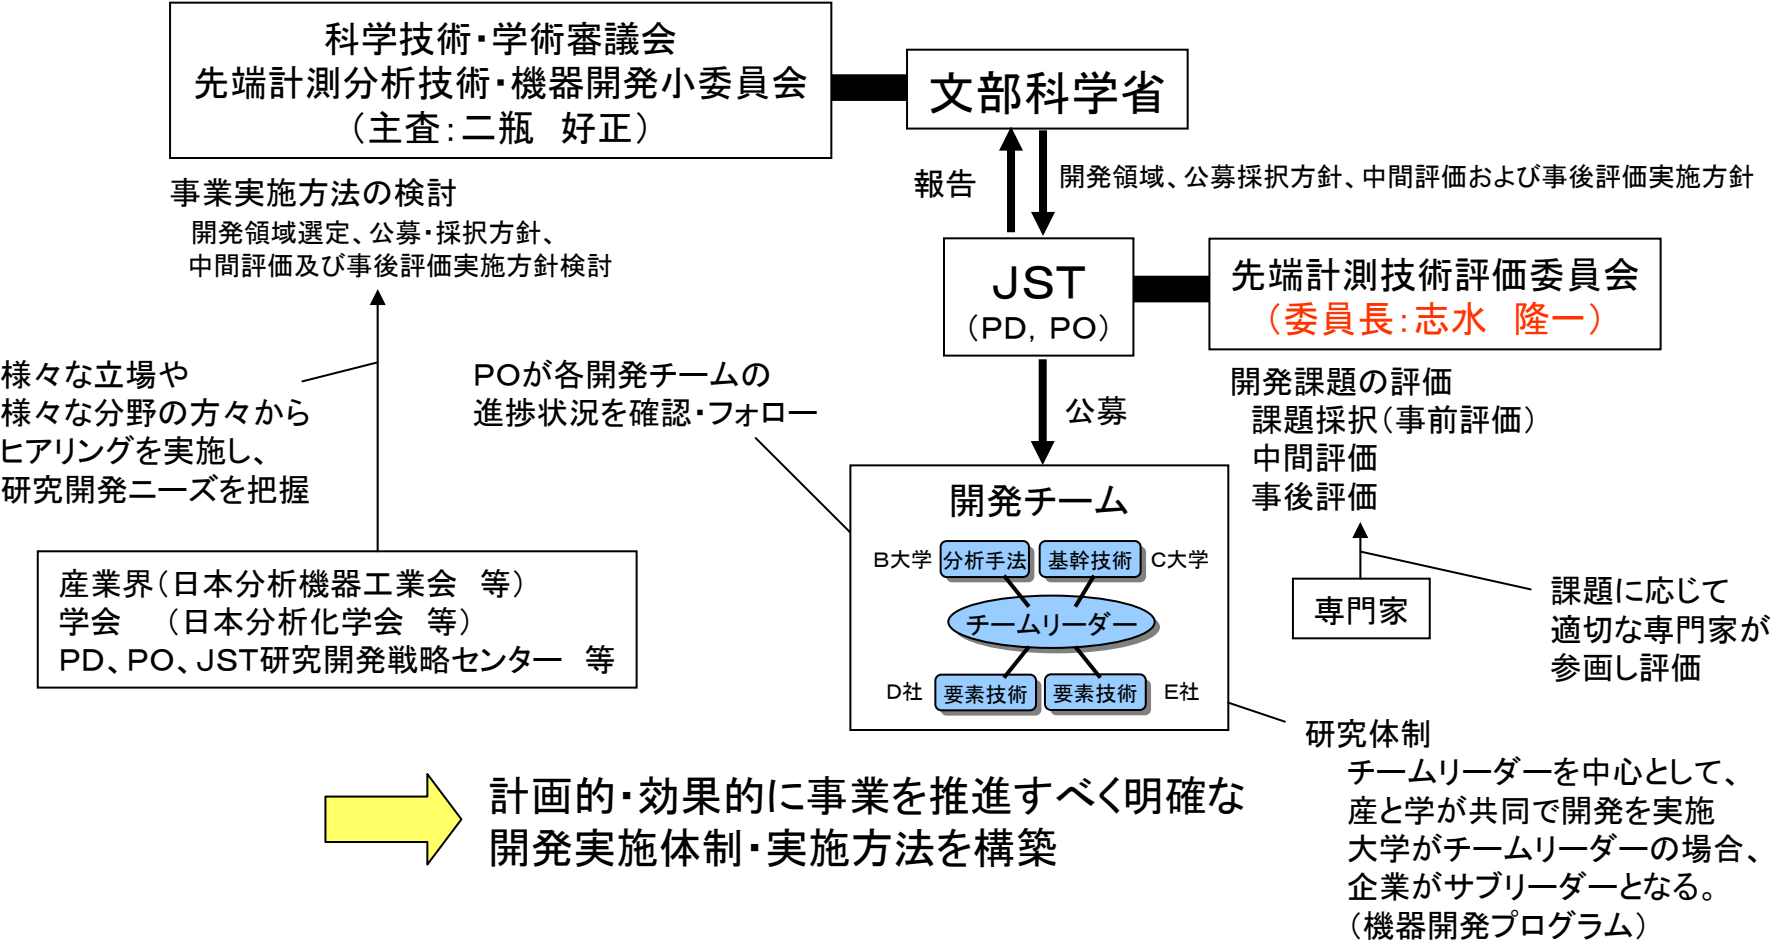 科学技術・学術審議会
先端計測分析技術・機器開発小委員会
（主査：二瓶　好正）
文部科学省
事業実施方法の検討
開発領域選定、公募・採択方針、
中間評価及び事後評価実施方針検討
報告
開発領域、公募採択方針、中間評価および事後評価実施方針
JST
（PD，PO）
先端計測技術評価委員会
（委員長：志水　隆一）
様々な立場や
様々な分野の方々から
ヒアリングを実施し、
研究開発ニーズを把握
POが各開発チームの
進捗状況を確認・フォロー
公募
開発課題の評価
課題採択（事前評価）
中間評価
事後評価
産業界（日本分析機器工業会　等）
学会　（日本分析化学会　等）
PD、PO、JST研究開発戦略センター　等
開発チーム
B大学
分析手法
基幹技術
C大学
チームリーダー
D社
要素技術
要素技術
E社
専門家
課題に応じて
適切な専門家が
参画し評価
研究体制
チームリーダーを中心として、
産と学が共同で開発を実施
大学がチームリーダーの場合、
企業がサブリーダーとなる。
（機器開発プログラム）
計画的・効果的に事業を推進すべく明確な
開発実施体制・実施方法を構築